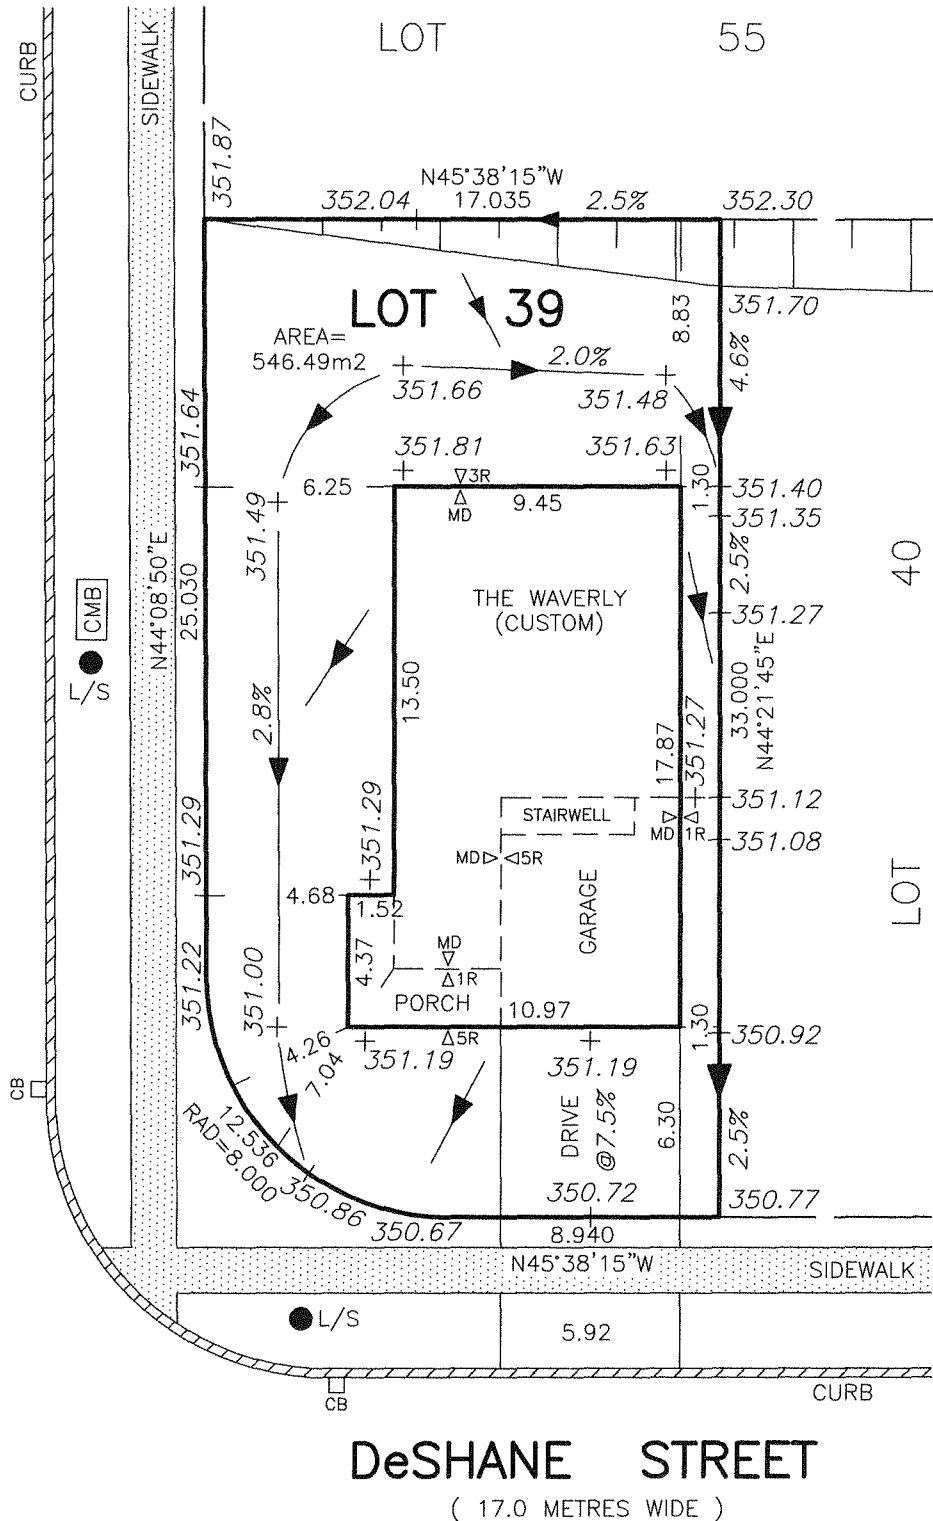 LOT 55
CURB
SIDEWALK
351.87
N45°38'15"W
352.04 17.035 2.5% 352.30
LOT 39
8.83
351.70
AREA=
546.49m2
2.0%
4.6%
351.66
351.48
351.64
351.81
351.63
3R
6.25
MD
9.45
1.30
351.40
351.35
351.49
2.5%
40
THE WAVERLY
(CUSTOM)
351.27
N44°08'50"E
25.030
CMB
L/S
13.50
33.000
N44°21'45"E
2.8%
17.87
351.27
351.12
STAIRWELL
MD 1R
351.08
351.29
351.29
MD 5R
GARAGE
LOT
4.68
1.52
4.37
MD
1R
PORCH
10.97
351.22
351.00
1.30
350.92
4.26
7.04
5R
351.19
351.19
CB
12.536
RAD=8.000
350.86
DRIVE
@7.5%
6.30
2.5%
350.72
350.67
8.940
350.77
N45°38'15"W
SIDEWALK
L/S
5.92
CURB
CB
DeSHANE STREET
( 17.0 METRES WIDE )